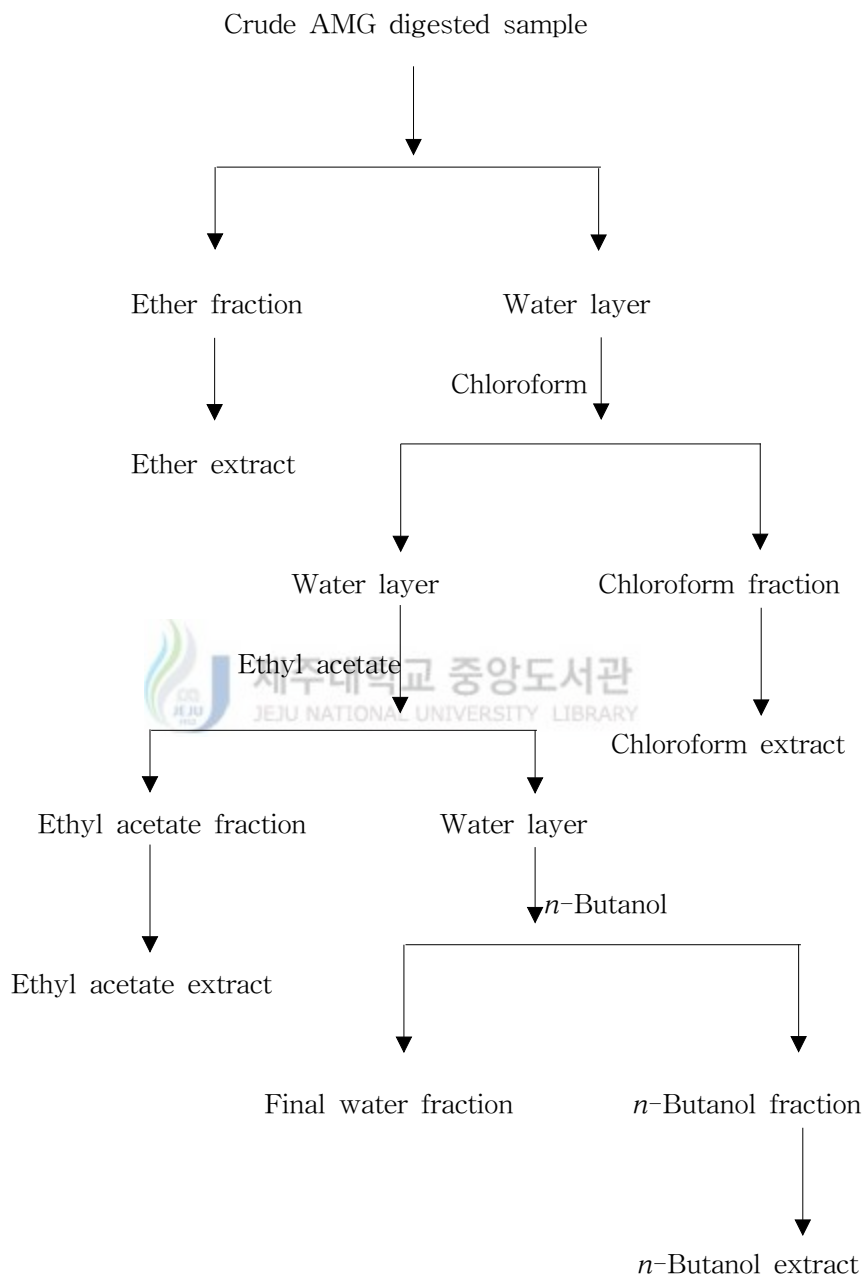 Crude AMG digested sample
Ether fraction
Water layer
Chloroform
Ether extract
Water layer
Chloroform fraction
Ethyl acetate
제주대학교 중앙도서관
JEJU NATIONAL UNIVERSITY LIBRARY
JEJU
1952
Chloroform extract
Ethyl acetate fraction
Water layer
n-Butanol
Ethyl acetate extract
Final water fraction
n-Butanol fraction
n-Butanol extract